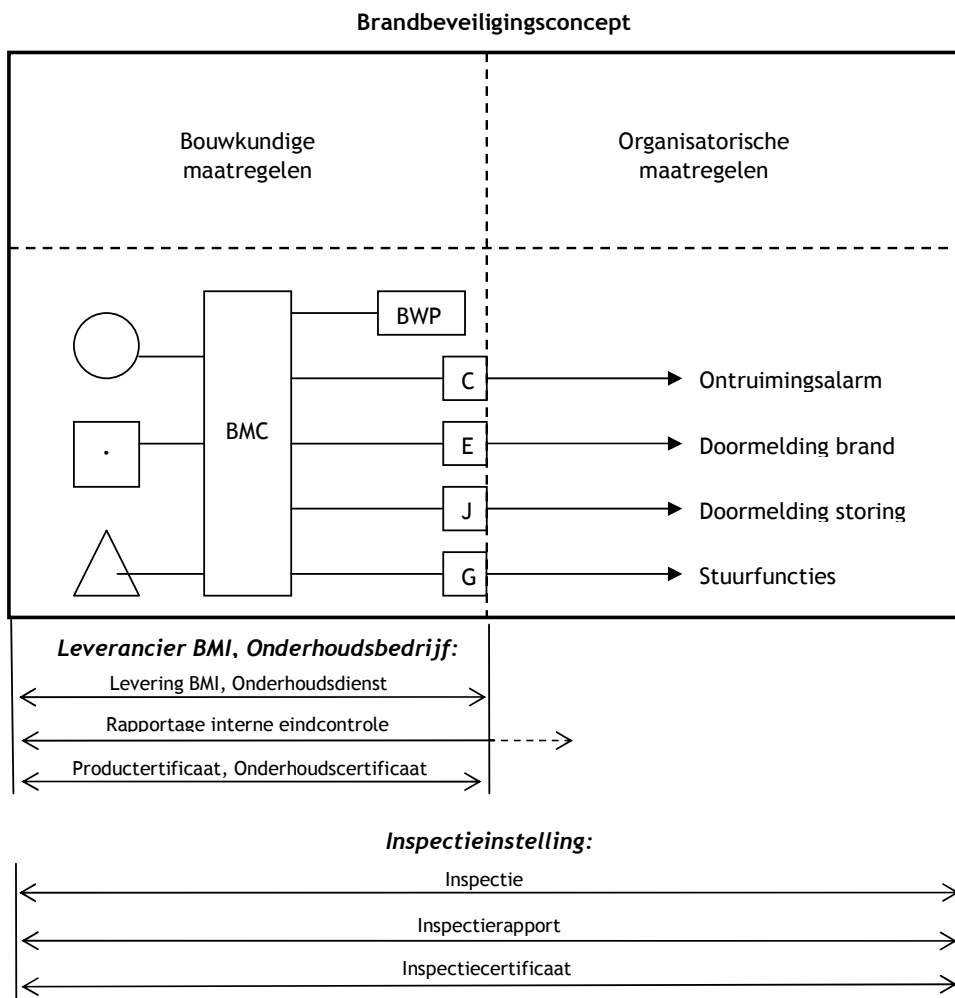 Brandbeveiligingsconcept
Bouwkundige
maatregelen
Organisatorische
maatregelen
BMC
BWP
C
Ontruimingsalarm
E
Doormelding brand
J
Doormelding storing
G
Stuurfuncties
Leverancier BMI, Onderhoudsbedrijf:
Levering BMI, Onderhoudsdienst
Rapportage interne eindcontrole
Productertificaat, Onderhoudscertificaat
Inspectieinstelling:
Inspectie
Inspectierapport
Inspectiecertificaat